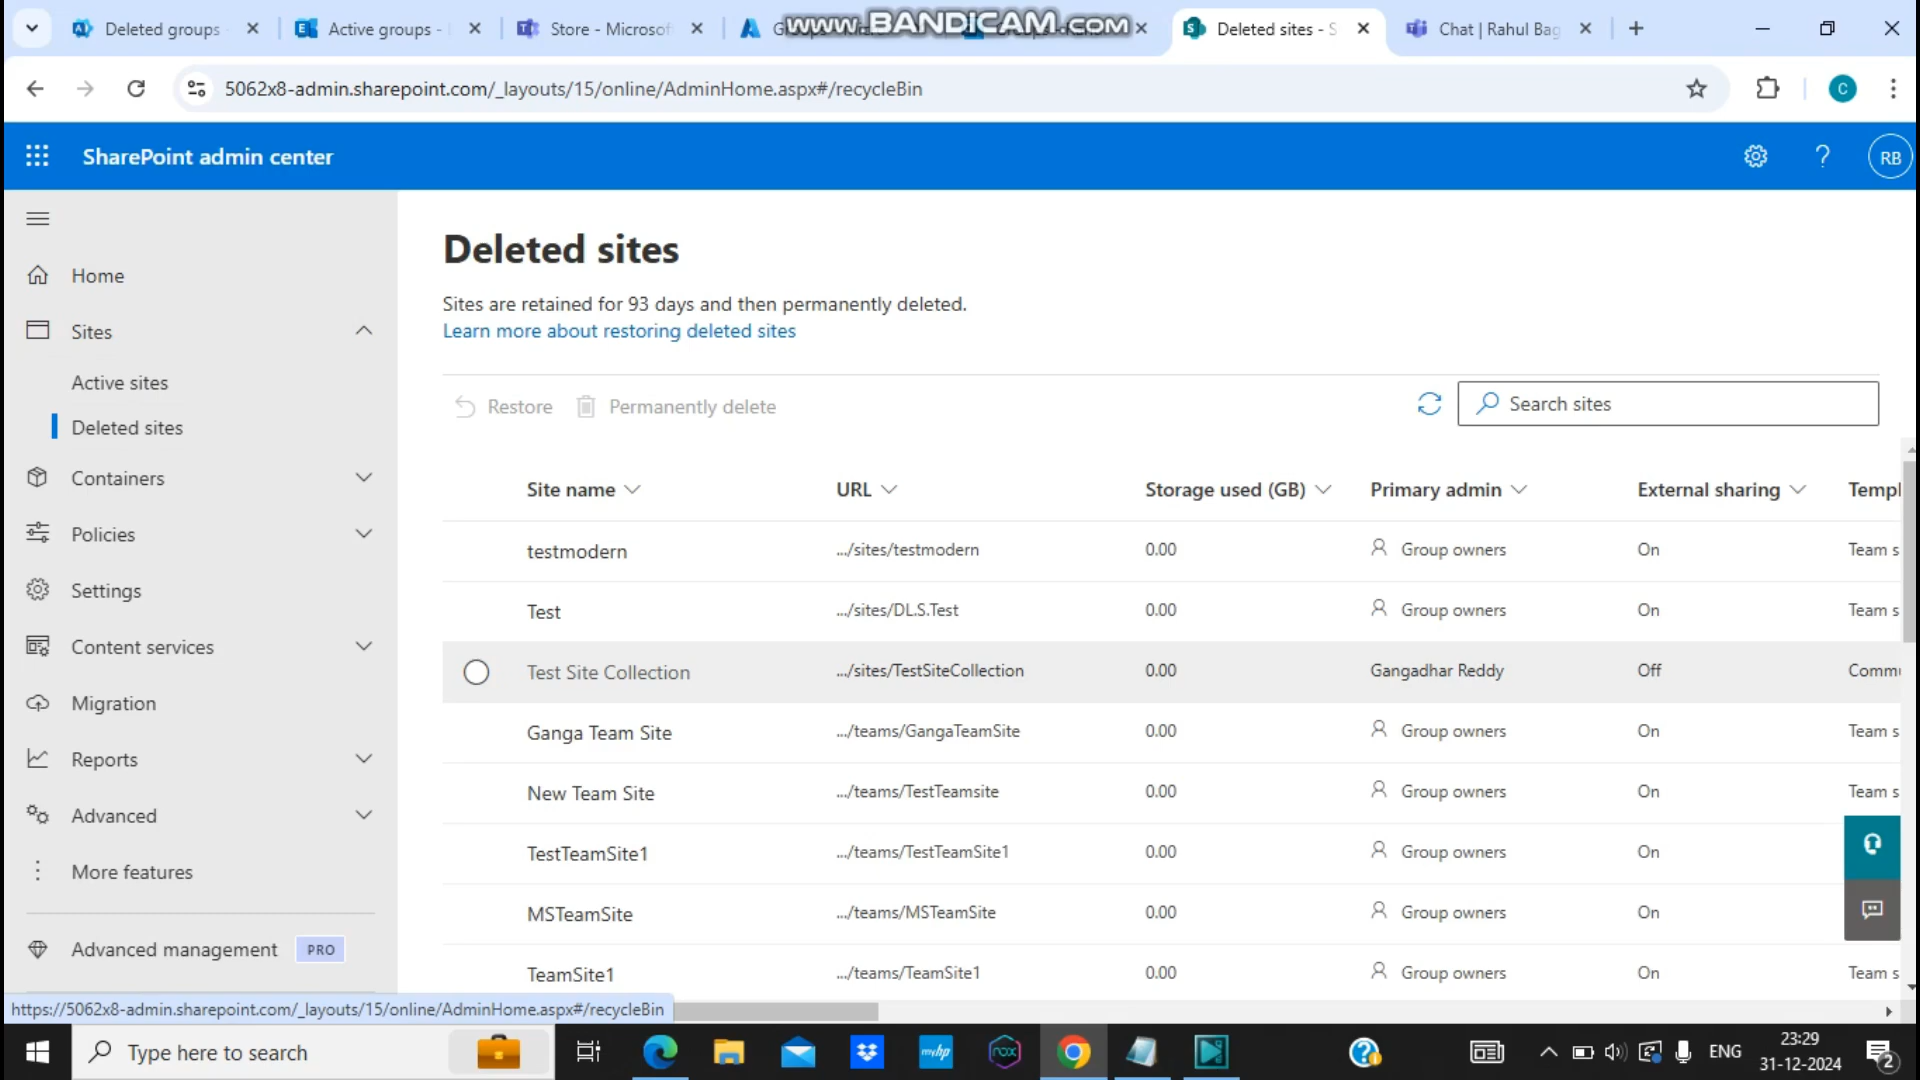 Deleted groups
Active groups -
Store - Microsof
www.BANDICAM.com
Deleted sites - S
Chat | Rahul Bag
5062x8-admin.sharepoint.com/_layouts/15/online/AdminHome.aspx#/recycleBin
C
SharePoint admin center
RB
Home
Sites
Active sites
Deleted sites
Containers
Policies
Settings
Content services
Migration
Reports
Advanced
More features
Advanced management PRO
Deleted sites
Sites are retained for 93 days and then permanently deleted.
Learn more about restoring deleted sites
Restore Permanently delete
Search sites
Site name URL Storage used (GB) Primary admin External sharing Templ
testmodern .../sites/testmodern 0.00 Group owners On Team s
Test .../sites/DL.S.Test 0.00 Group owners On Team s
Test Site Collection .../sites/TestSiteCollection 0.00 Gangadhar Reddy Off Commu
Ganga Team Site .../teams/GangaTeamSite 0.00 Group owners On Team s
New Team Site .../teams/TestTeamsite 0.00 Group owners On Team s
TestTeamSite1 .../teams/TestTeamSite1 0.00 Group owners On
MSTeamSite .../teams/MSTeamSite 0.00 Group owners On
TeamSite1 .../teams/TeamSite1 0.00 Group owners On Team s
https://5062x8-admin.sharepoint.com/_layouts/15/online/AdminHome.aspx#/recycleBin
Type here to search
myhp
nox
ENG
23:29
31-12-2024
2